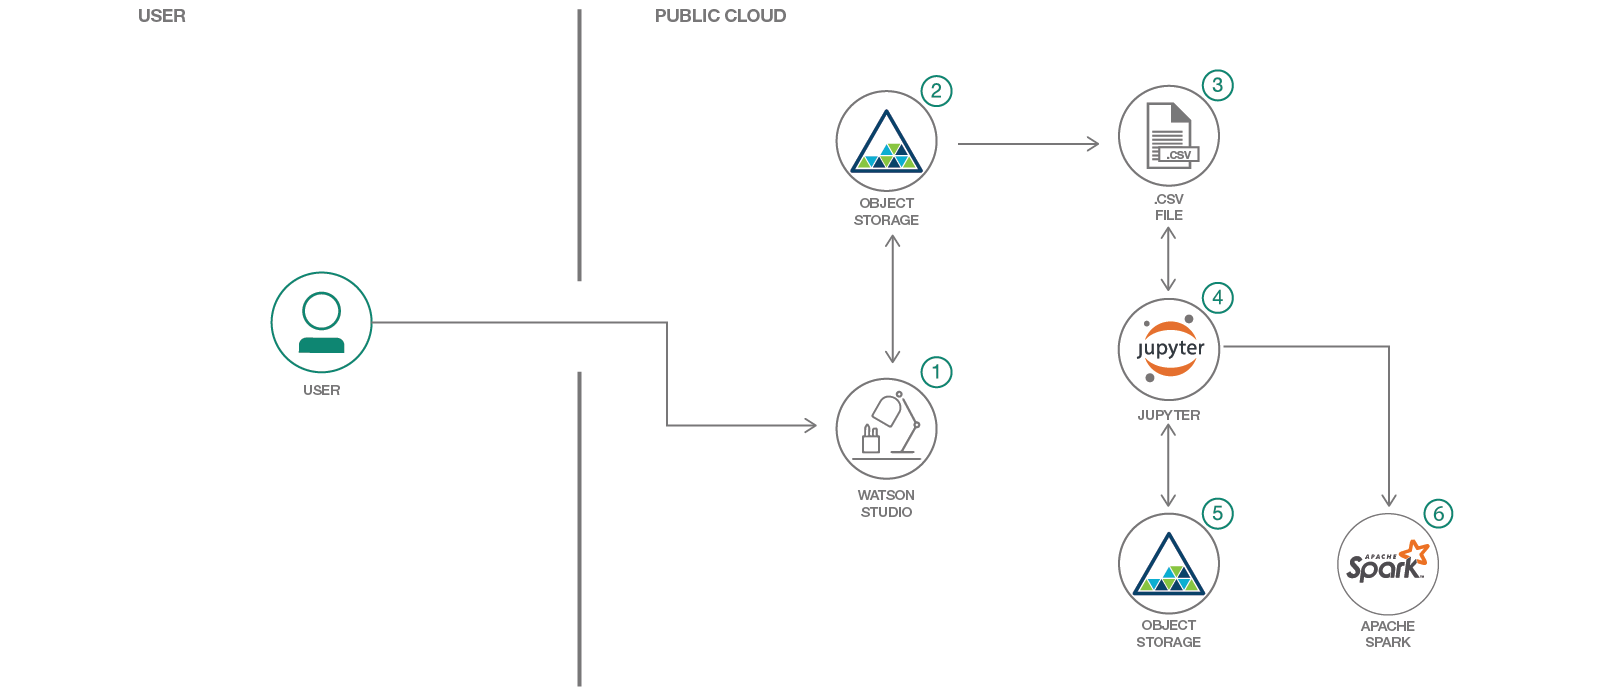 USER
PUBLIC CLOUD
2
OBJECT
STORAGE
3
.CSV
.CSV
FILE
USER
1
WATSON
STUDIO
4
jupyter
JUPYTER
5
OBJECT
STORAGE
6
APACHE
Spark™
APACHE
SPARK